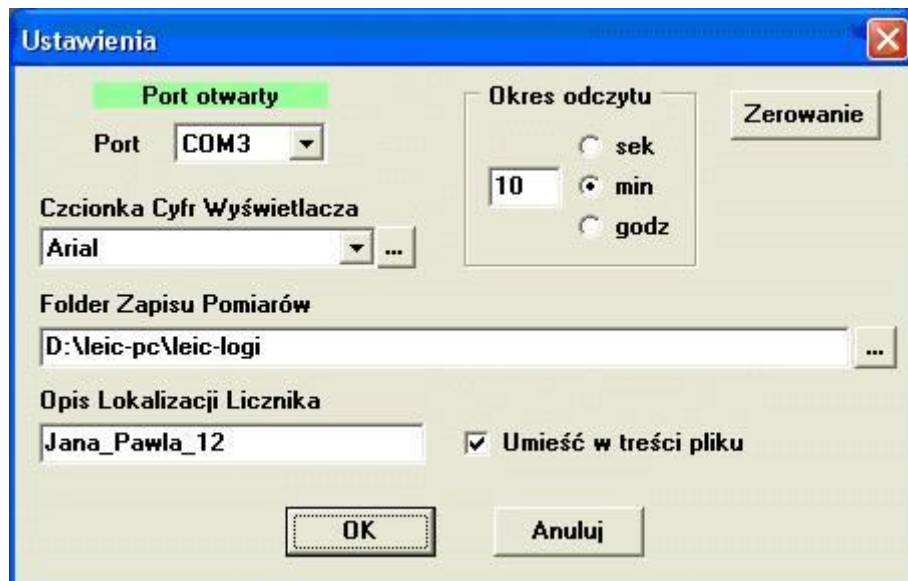 Ustawienia
Port otwarty
Port COM3
Okres odczytu
10
sek
min
godz
Zerowanie
Czcionka Cyfr Wyświetlacza
Arial
...
Folder Zapisu Pomiarów
D:\leic-pc\leic-logi
...
Opis Lokalizacji Licznika
Jana_Pawla_12
Umieść w treści pliku
OK
Anuluj